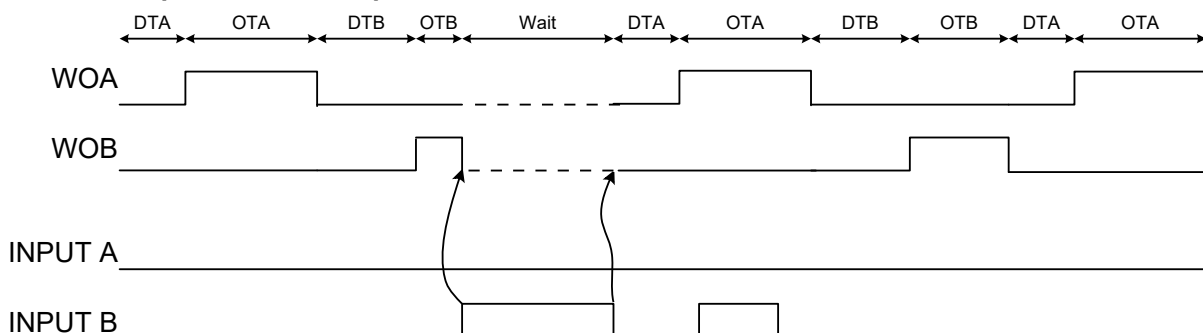 DTA OTA DTB OTB Wait DTA OTA DTB OTB DTA OTA
WOA
WOB
INPUT A
INPUT B